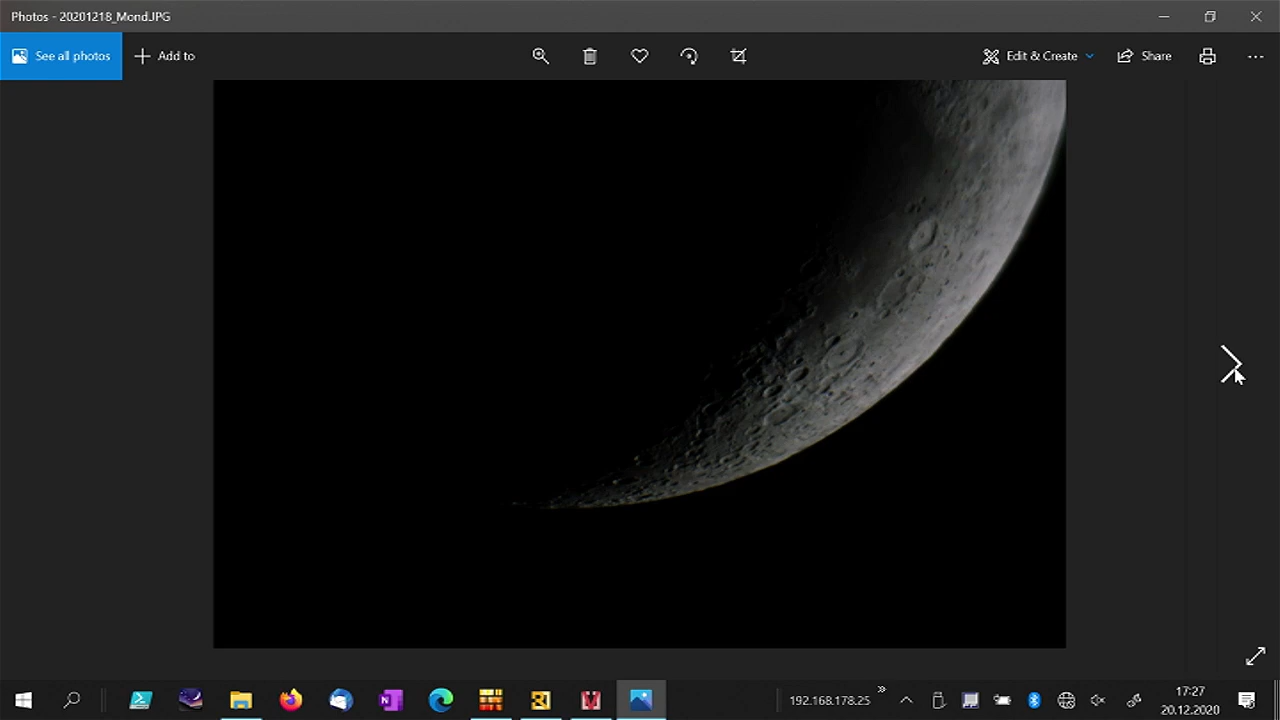 Photos - 20201218_Mond.JPG
See all photos
Add to
Edit & Create
Share
192.168.178.25
17:27
20.12.2020